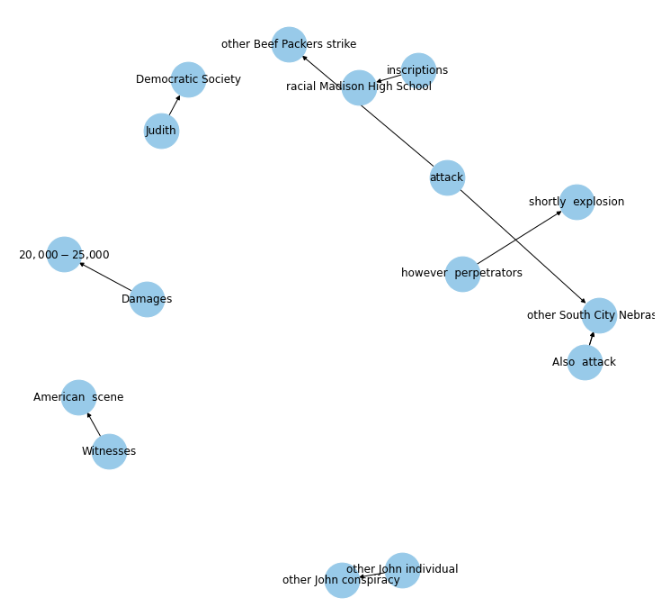 other Beef Packers strike
inscriptions
Democratic Society
racial Madison High School
Judith
attack
shortly explosion
20,000 - 25,000
however perpetrators
Damages
other South City Nebras
Also attack
American scene
Witnesses
other John individual
other John conspiracy